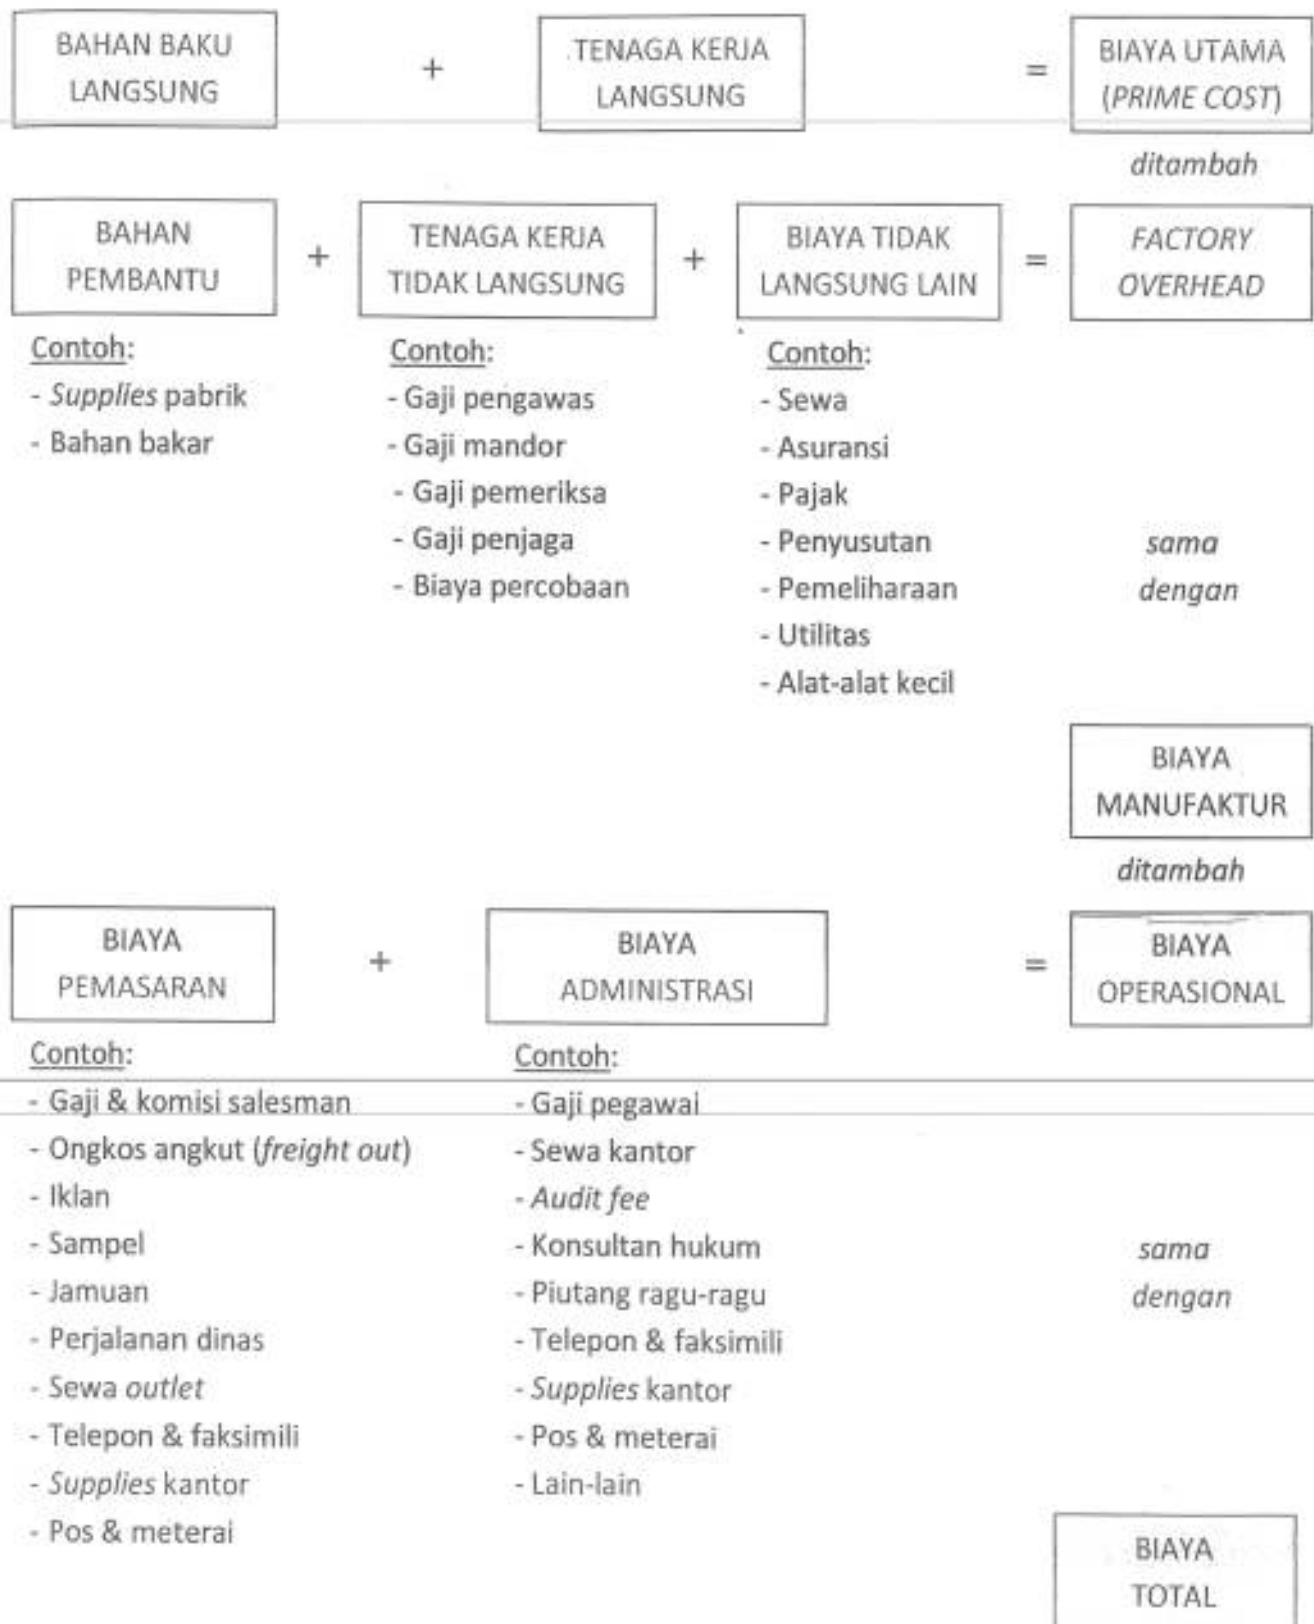 BAHAN BAKU
LANGSUNG
+
TENAGA KERJA
LANGSUNG
=
BIAYA UTAMA
(PRIME COST)
ditambah
BAHAN
PEMBANTU
+
TENAGA KERJA
TIDAK LANGSUNG
+
BIAYA TIDAK
LANGSUNG LAIN
=
FACTORY
OVERHEAD
Contoh:
- Supplies pabrik
- Bahan bakar
Contoh:
- Gaji pengawas
- Gaji mandor
- Gaji pemeriksa
- Gaji penjaga
- Biaya percobaan
Contoh:
- Sewa
- Asuransi
- Pajak
- Penyusutan
- Pemeliharaan
- Utilitas
- Alat-alat kecil
sama
dengan
BIAYA
MANUFAKTUR
ditambah
BIAYA
PEMASARAN
+
BIAYA
ADMINISTRASI
=
BIAYA
OPERASIONAL
Contoh:
- Gaji & komisi salesman
- Ongkos angkut (freight out)
- Iklan
- Sampel
- Jamuan
- Perjalanan dinas
- Sewa outlet
- Telepon & faksimili
- Supplies kantor
- Pos & meterai
Contoh:
- Gaji pegawai
- Sewa kantor
- Audit fee
- Konsultan hukum
- Piutang ragu-ragu
- Telepon & faksimili
- Supplies kantor
- Pos & meterai
- Lain-lain
sama
dengan
BIAYA
TOTAL